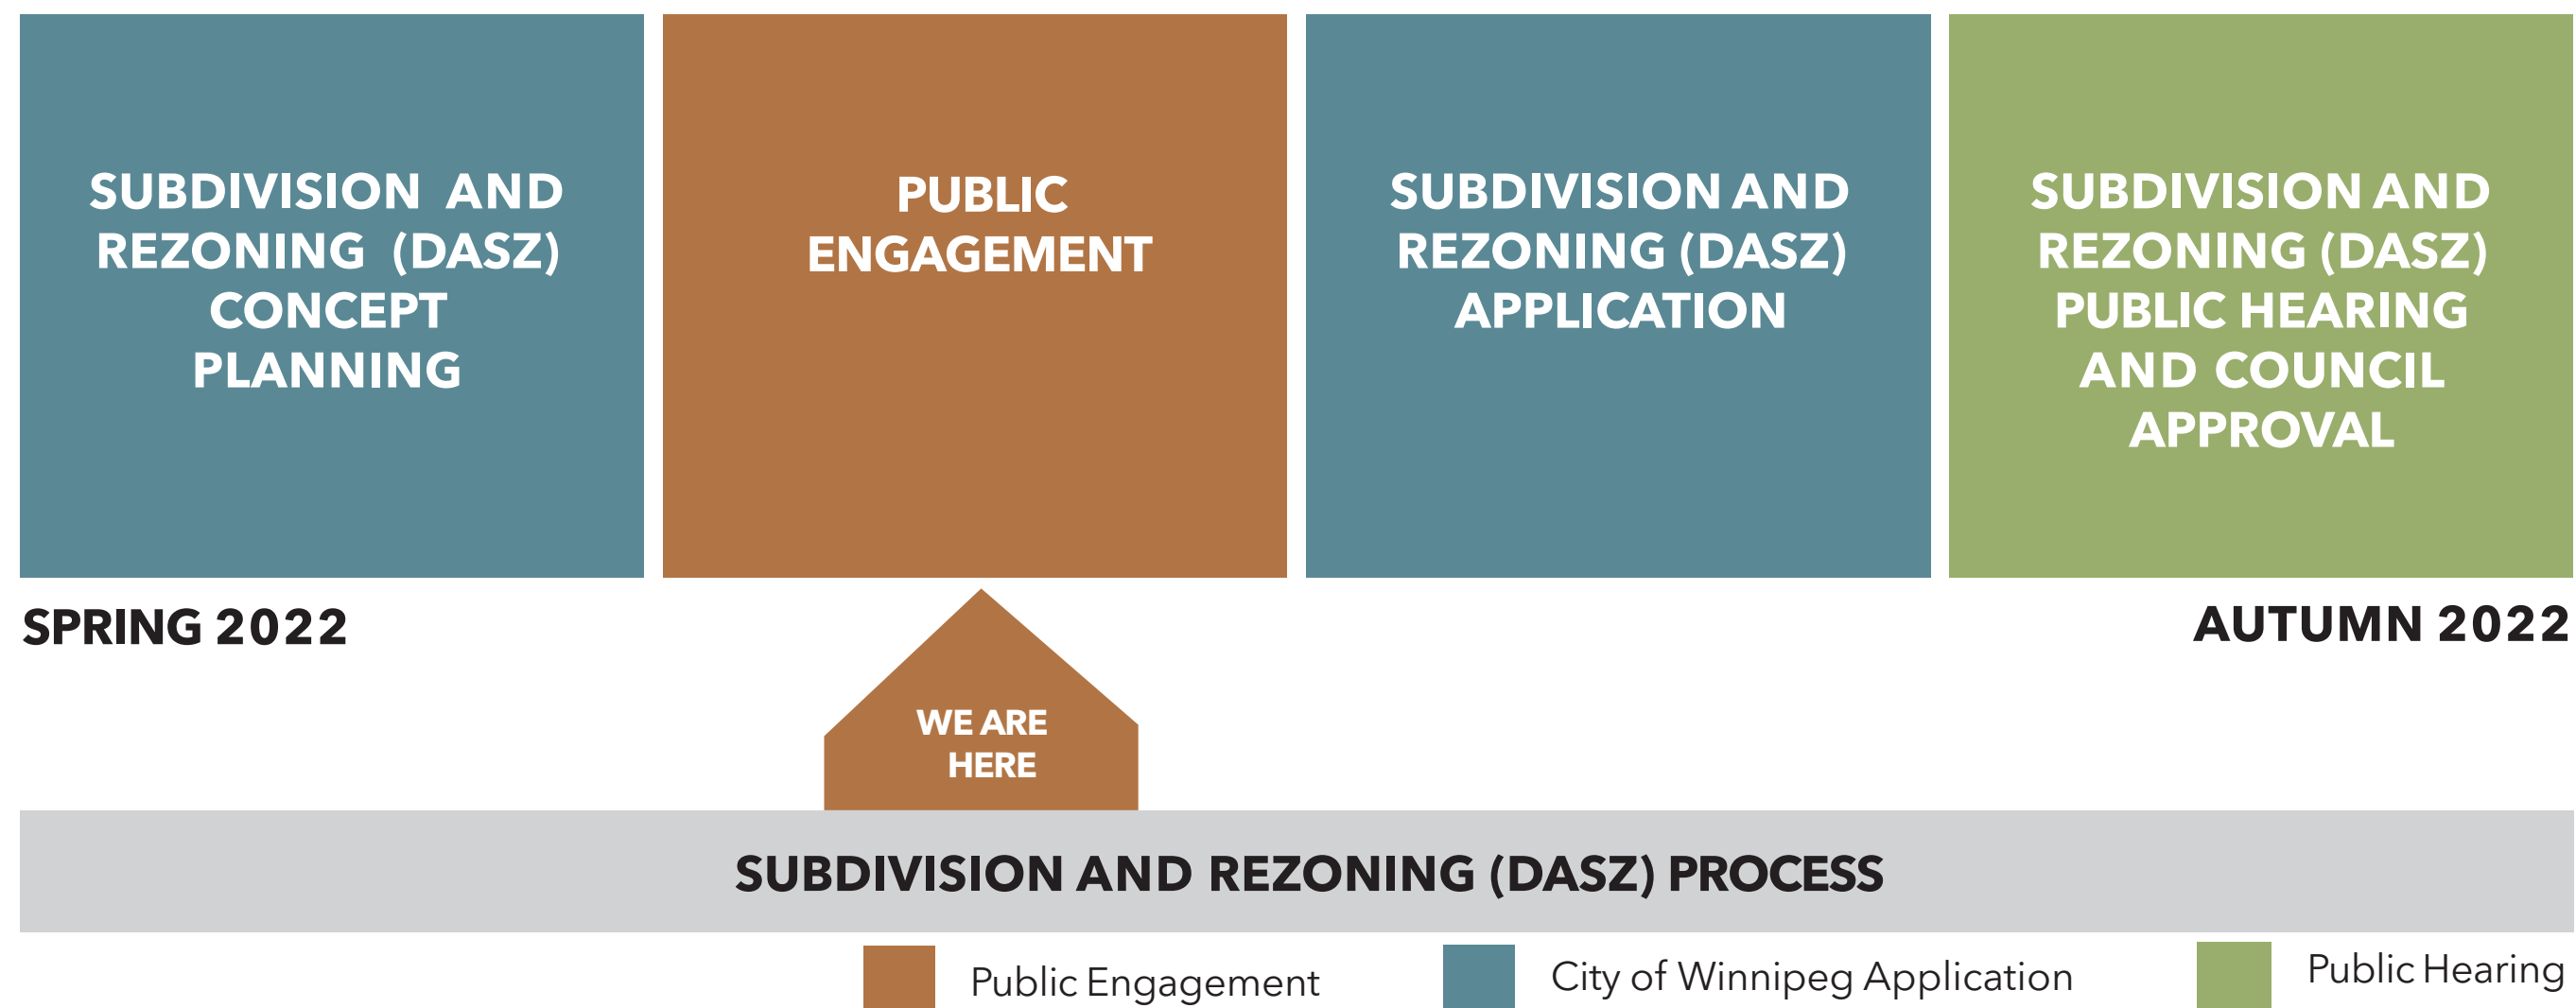 SUBDIVISION AND
REZONING (DASZ)
CONCEPT
PLANNING
PUBLIC
ENGAGEMENT
SUBDIVISION AND
REZONING (DASZ)
APPLICATION
SUBDIVISION AND
REZONING (DASZ)
PUBLIC HEARING
AND COUNCIL
APPROVAL
SPRING 2022
AUTUMN 2022
WE ARE
HERE
SUBDIVISION AND REZONING (DASZ) PROCESS
Public Engagement
City of Winnipeg Application
Public Hearing